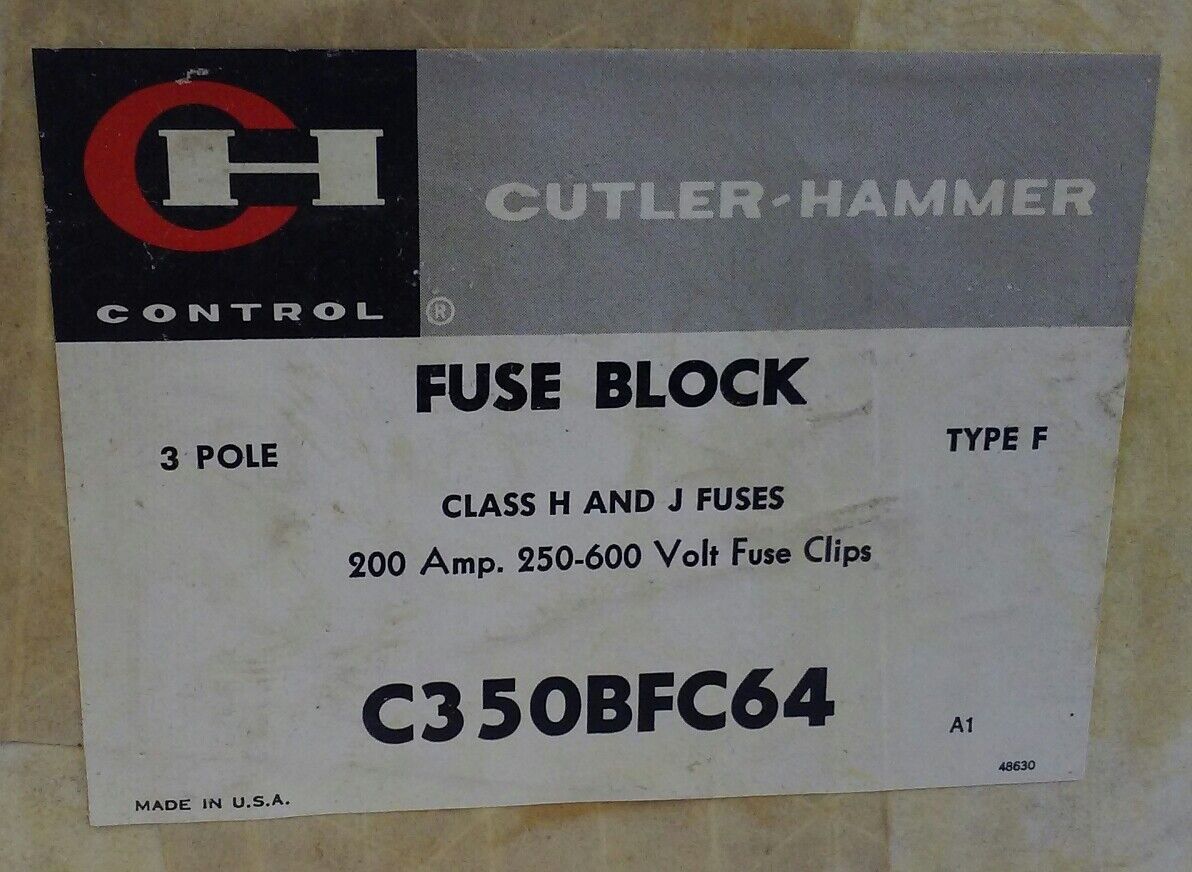 CH
CONTROL ®
CUTLER-HAMMER
FUSE BLOCK
3 POLE
TYPE F
CLASS H AND J FUSES
200 Amp. 250-600 Volt Fuse Clips
C350BFC64
A1
48630
MADE IN U.S.A.